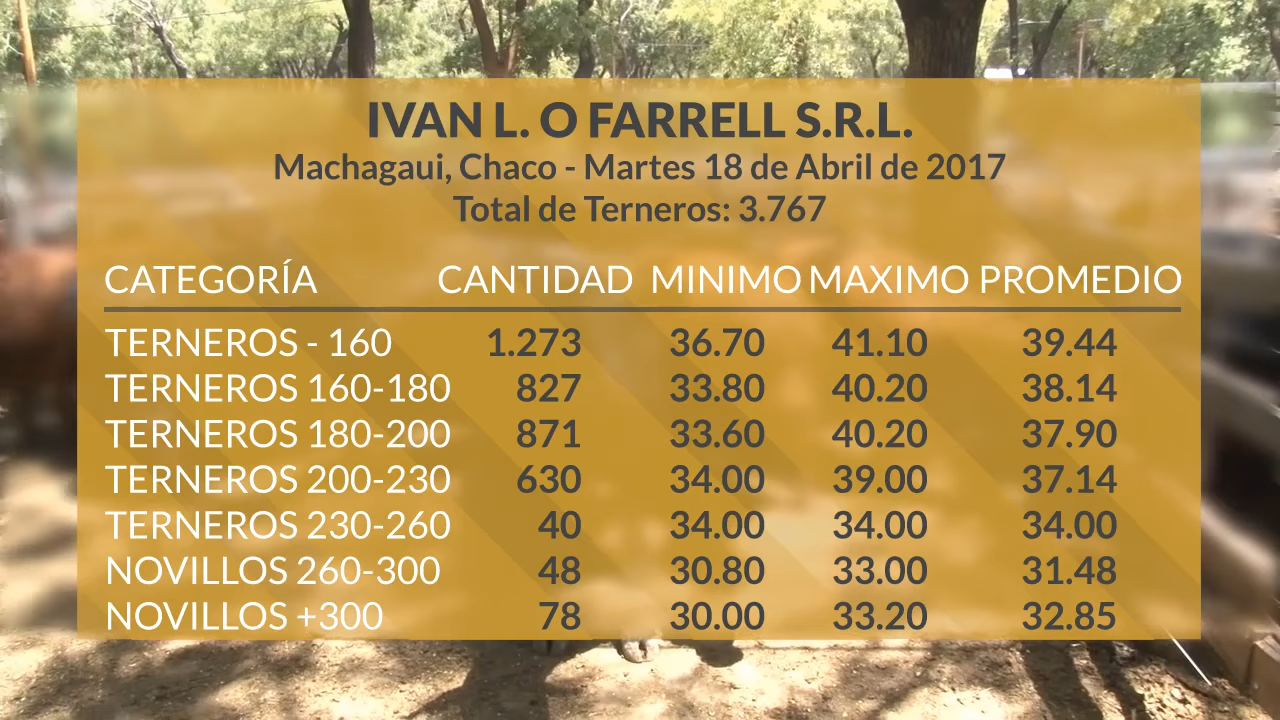 IVAN L. O FARRELL S.R.L.
Machagaui, Chaco - Martes 18 de Abril de 2017
Total de Terneros: 3.767
CATEGORÍA CANTIDAD MINIMO MAXIMO PROMEDIO
TERNEROS - 160 1.273 36.70 41.10 39.44
TERNEROS 160-180 827 33.80 40.20 38.14
TERNEROS 180-200 871 33.60 40.20 37.90
TERNEROS 200-230 630 34.00 39.00 37.14
TERNEROS 230-260 40 34.00 34.00 34.00
NOVILLOS 260-300 48 30.80 33.00 31.48
NOVILLOS +300 78 30.00 33.20 32.85